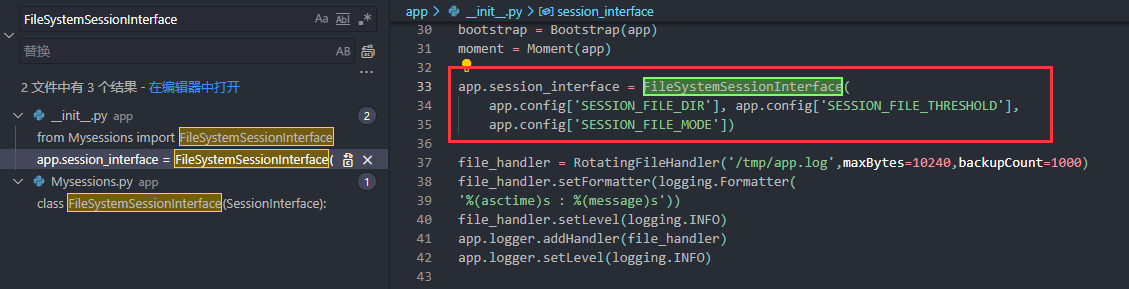 FileSystemSessionInterface
Aa Abl .*
替换
AB
...
2 文件中有 3 个结果 - 在编辑器中打开
__init__.py app 2
from Mysessions import FileSystemSessionInterface
app.session_interface = FileSystemSessionInterface(
Mysessions.py app 1
class FileSystemSessionInterface(SessionInterface):
app > __init__.py > session_interface
30 bootstrap = Bootstrap(app)
31 moment = Moment(app)
32
33 app.session_interface = FileSystemSessionInterface(
34 app.config['SESSION_FILE_DIR'], app.config['SESSION_FILE_THRESHOLD'],
35 app.config['SESSION_FILE_MODE'])
36
37 file_handler = RotatingFileHandler('/tmp/app.log',maxBytes=10240,backupCount=1000)
38 file_handler.setFormatter(logging.Formatter(
39 '%(asctime)s : %(message)s'))
40 file_handler.setLevel(logging.INFO)
41 app.logger.addHandler(file_handler)
42 app.logger.setLevel(logging.INFO)
43